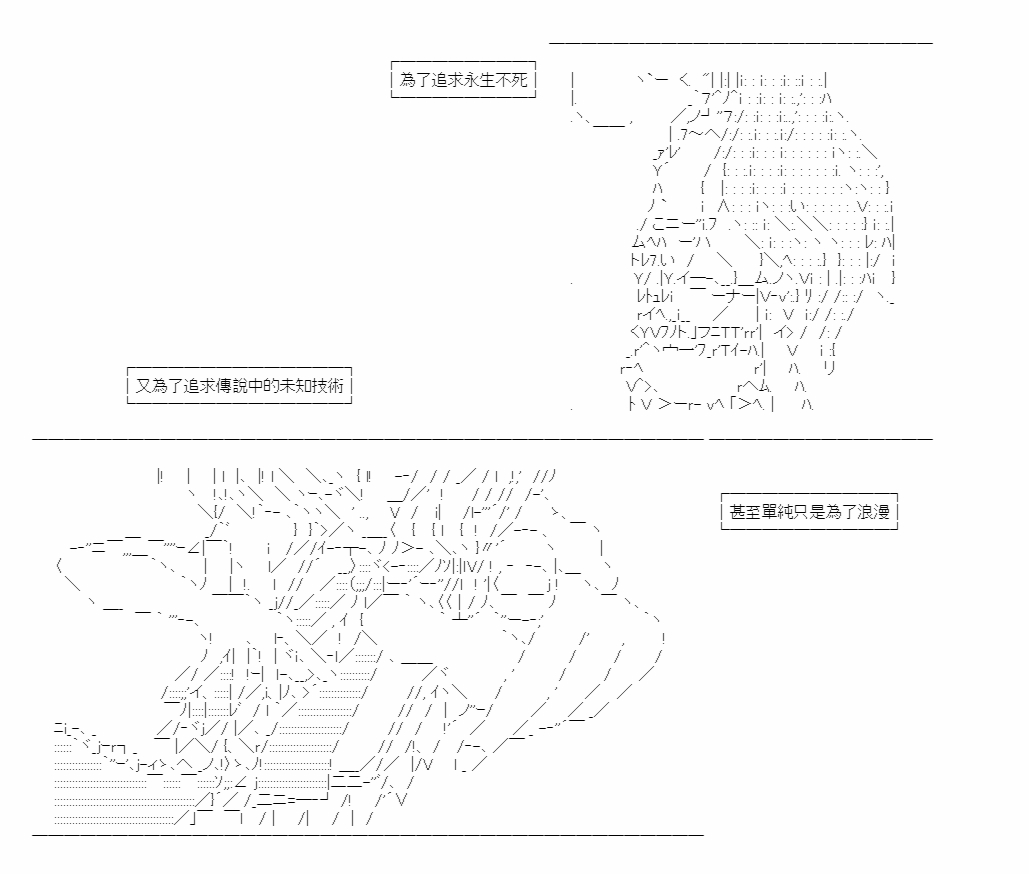 為了追求永生不死
又為了追求傳說中的未知技術
甚至單純只是為了浪漫